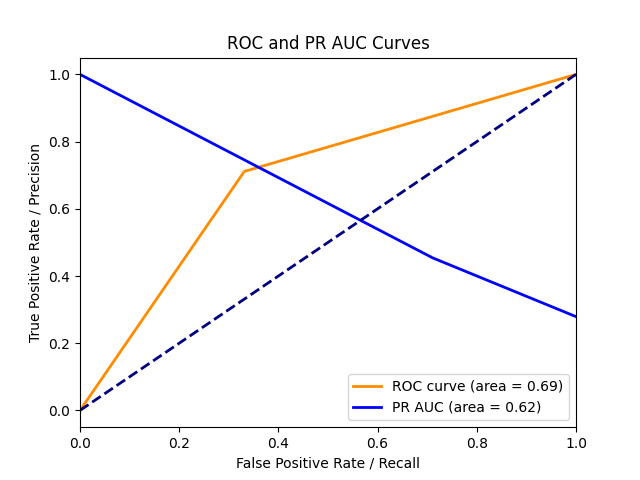 ROC and PR AUC Curves
True Positive Rate / Precision
1.0
0.8
0.6
0.4
0.2
0.0
ROC curve (area = 0.69)
PR AUC (area = 0.62)
0.0 0.2 0.4 0.6 0.8 1.0
False Positive Rate / Recall